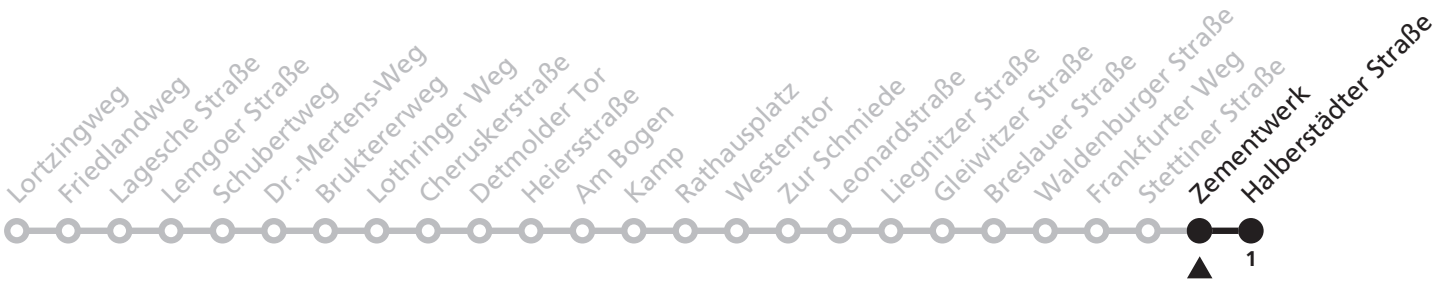 Lortzingweg
Friedlandweg
Lagesche Straße
Lemgoer Straße
Schubertweg
Dr.-Mertens-Weg
Bruktererweg
Lothringer Weg
Cheruskerstraße
Detmolder Tor
Heiersstraße
Am Bogen
Kamp
Rathausplatz
Westerntor
Zur Schmiede
Leonardstraße
Liegnitzer Straße
Gleiwitzer Straße
Breslauer Straße
Waldenburger Straße
Frankfurter Weg
Stettiner Straße
Zementwerk
Halberstädter Straße
1